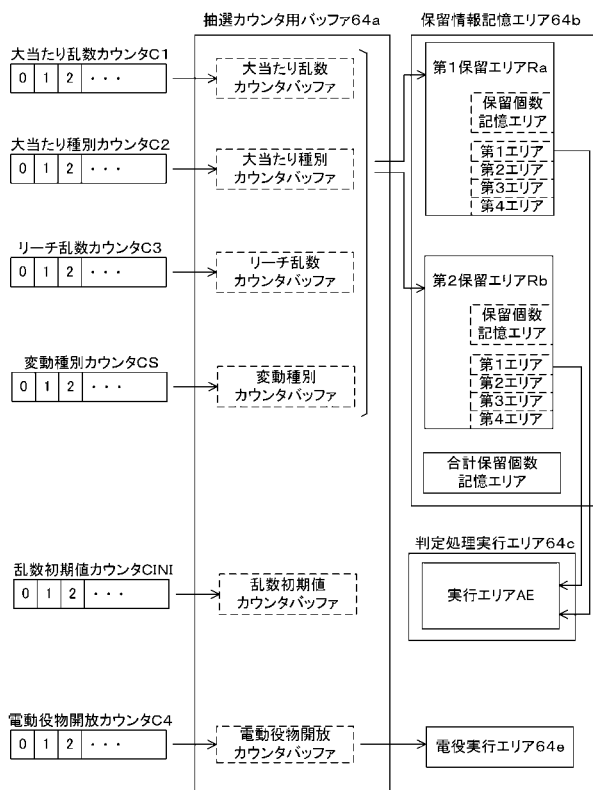 抽選カウンタ用バッファ64a
保留情報記憶エリア64b
大当たり乱数カウンタC1
0 1 2 ・・・
大当たり乱数
カウンタバッファ
第1保留エリアRa
保留個数
記憶エリア
第1エリア
第2エリア
第3エリア
第4エリア
大当たり種別カウンタC2
0 1 2 ・・・
大当たり種別
カウンタバッファ
リーチ乱数カウンタC3
0 1 2 ・・・
リーチ乱数
カウンタバッファ
第2保留エリアRb
保留個数
記憶エリア
第1エリア
第2エリア
第3エリア
第4エリア
変動種別カウンタCS
0 1 2 ・・・
変動種別
カウンタバッファ
合計保留個数
記憶エリア
乱数初期値カウンタCINI
0 1 2 ・・・
乱数初期値
カウンタバッファ
判定処理実行エリア64c
実行エリアAE
電動役物開放カウンタC4
0 1 2 ・・・
電動役物開放
カウンタバッファ
電役実行エリア64e